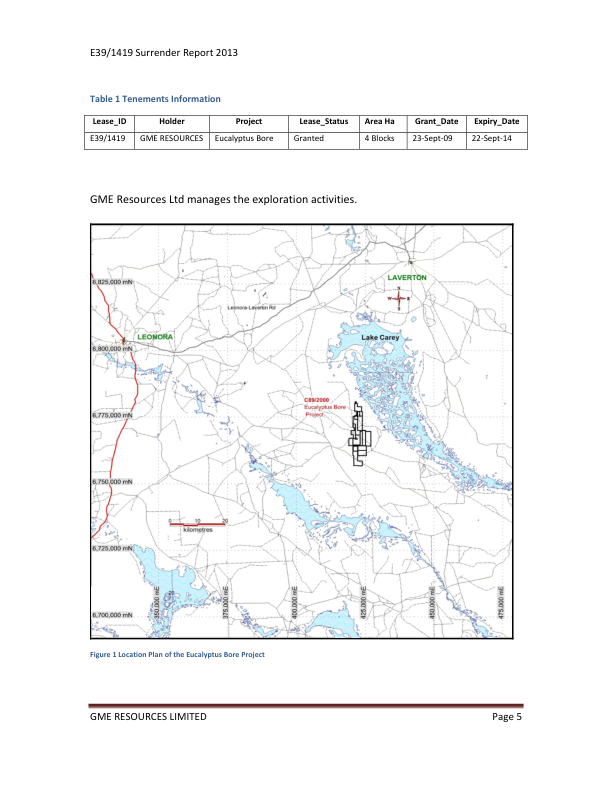 E39/1419 Surrender Report 2013
Table 1 Tenements Information
Lease_ID Holder Project Lease_Status Area Ha Grant_Date Expiry_Date
E39/1419 GME RESOURCES Eucalyptus Bore Granted 4 Blocks 23-Sept-09 22-Sept-14
GME Resources Ltd manages the exploration activities.
LAVERTON
6,825,000 mN
N
W E
S
Leonora-Laverton Rd
LEONORA
Lake Carey
6,800,000 mN
C89/2000
Eucalyptus Bore
Project
6,775,000 mN
6,750,000 mN
0 10 20
kilometres
6,725,000 mN
350,000 mE
375,000 mE
400,000 mE
425,000 mE
450,000 mE
475,000 mE
6,700,000 mN
Figure 1 Location Plan of the Eucalyptus Bore Project
GME RESOURCES LIMITED Page 5